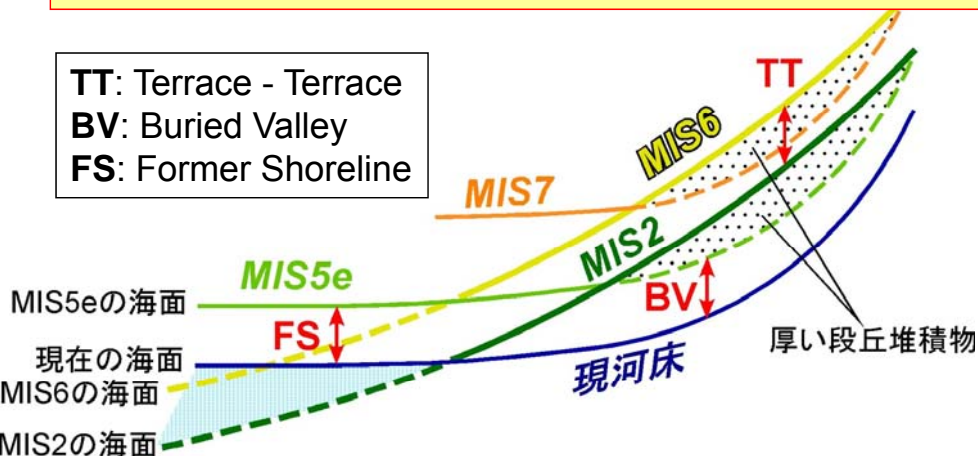 TT: Terrace - Terrace
BV: Buried Valley
FS: Former Shoreline
TT
MIS6
MIS7
MIS2
MIS5e
MIS5eの海面
BV
FS
厚い段丘堆積物
現在の海面
現河床
MIS6の海面
MIS2の海面